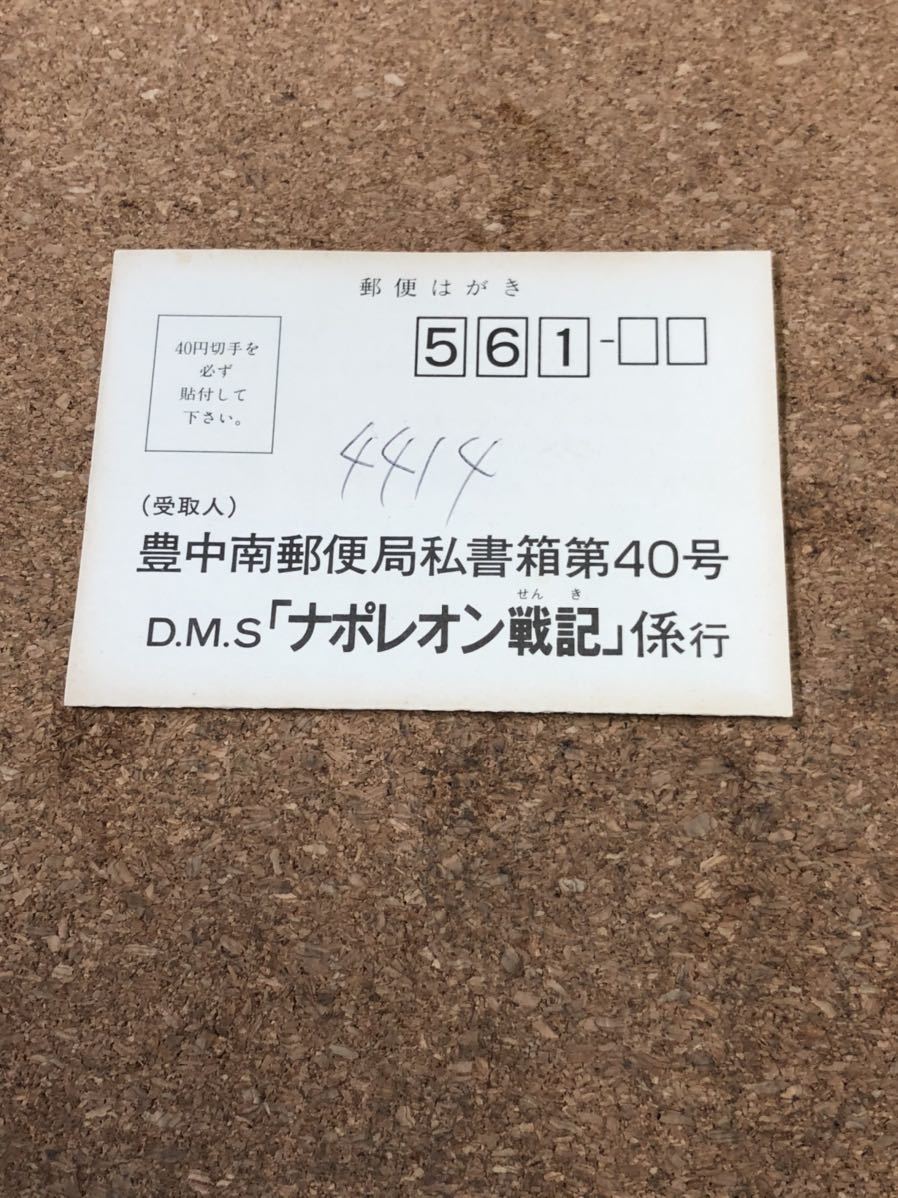 郵便はがき
40円切手を
必ず
貼付して
下さい。
561-
4414
(受取人)
豊中南郵便局私書箱第40号
せんき
D.M.S「ナポレオン戦記」係行